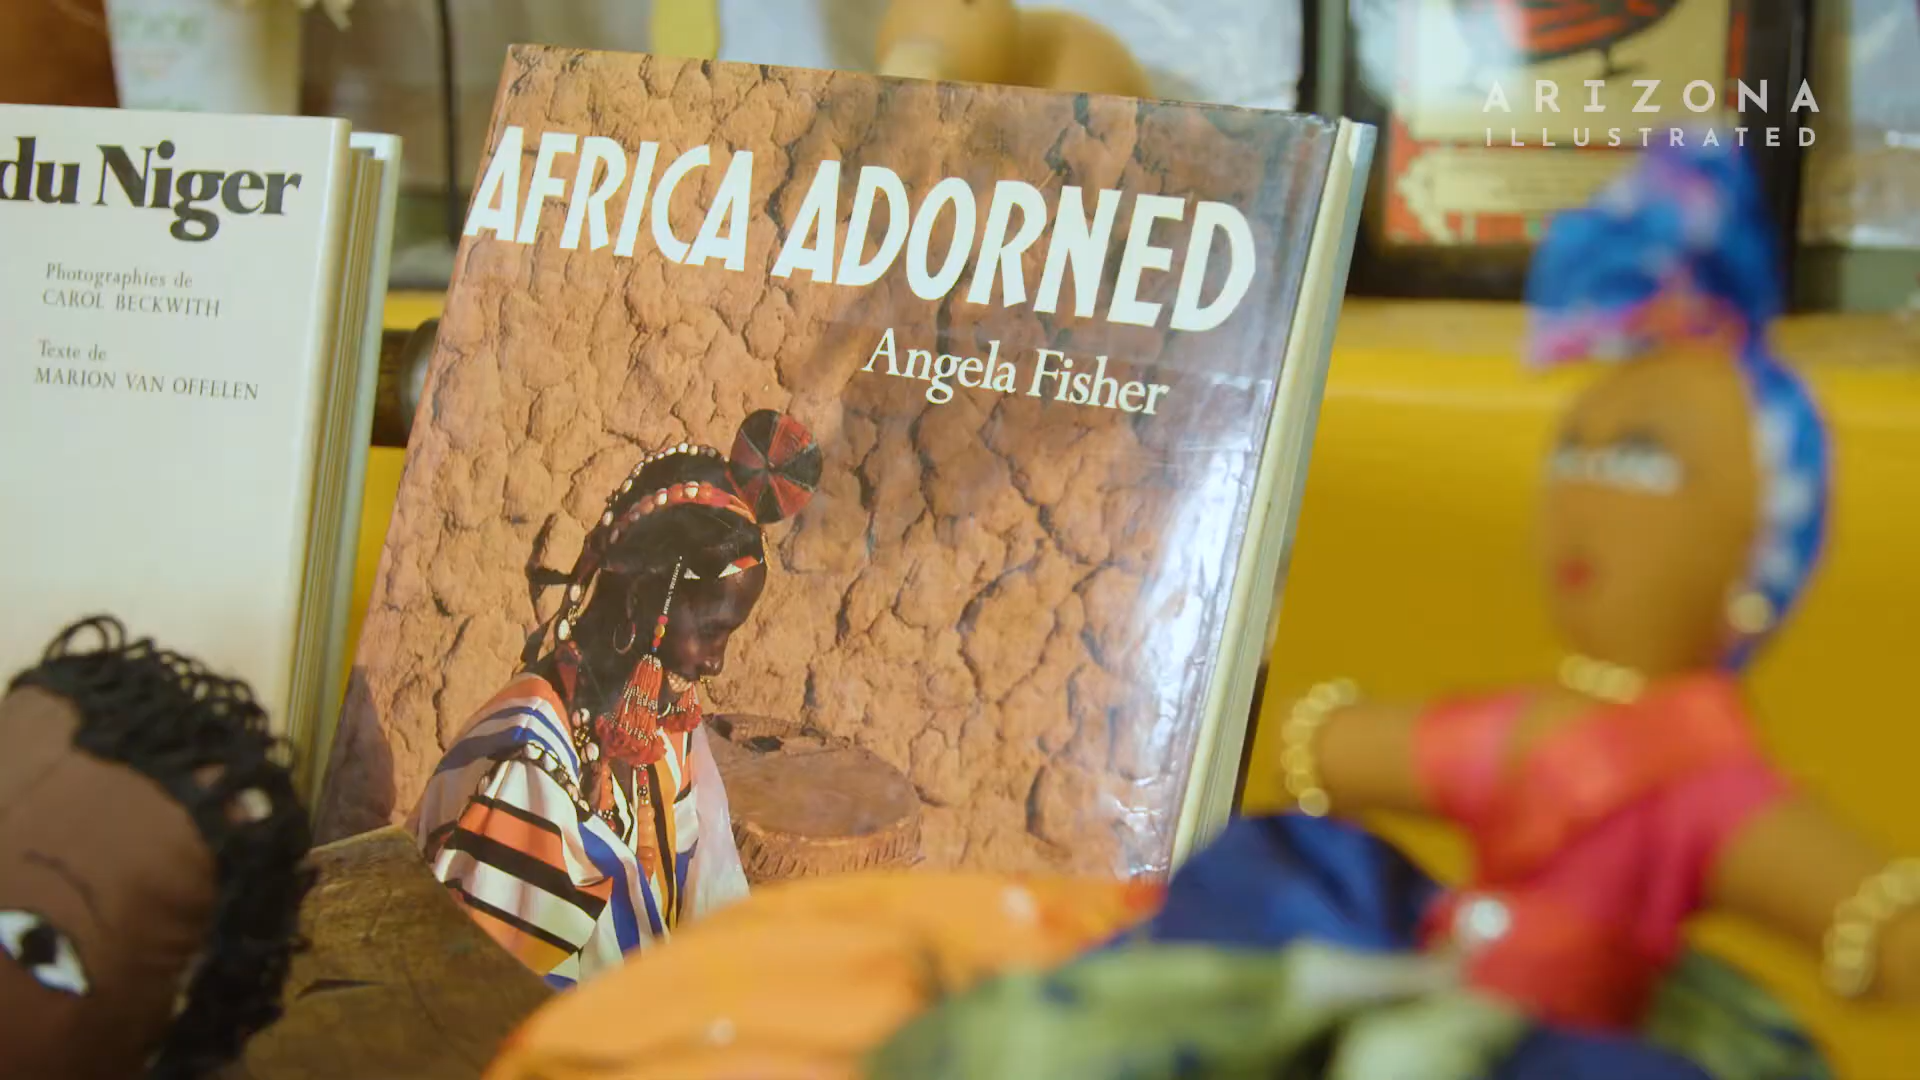 du Niger
Photographies de
CAROL BECKWITH
Texte de
MARION VAN OFFELEN
AFRICA ADORNED
Angela Fisher
ARIZONA
ILLUSTRATED